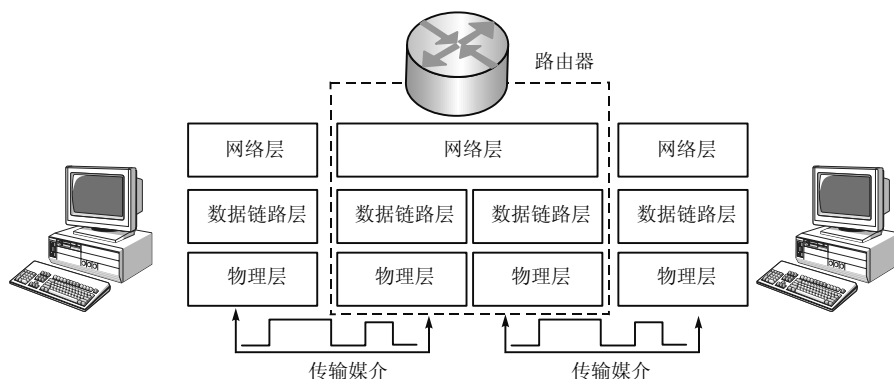 路由器
网络层 网络层 网络层
数据链路层 数据链路层 数据链路层 数据链路层
物理层 物理层 物理层 物理层
传输媒介 传输媒介